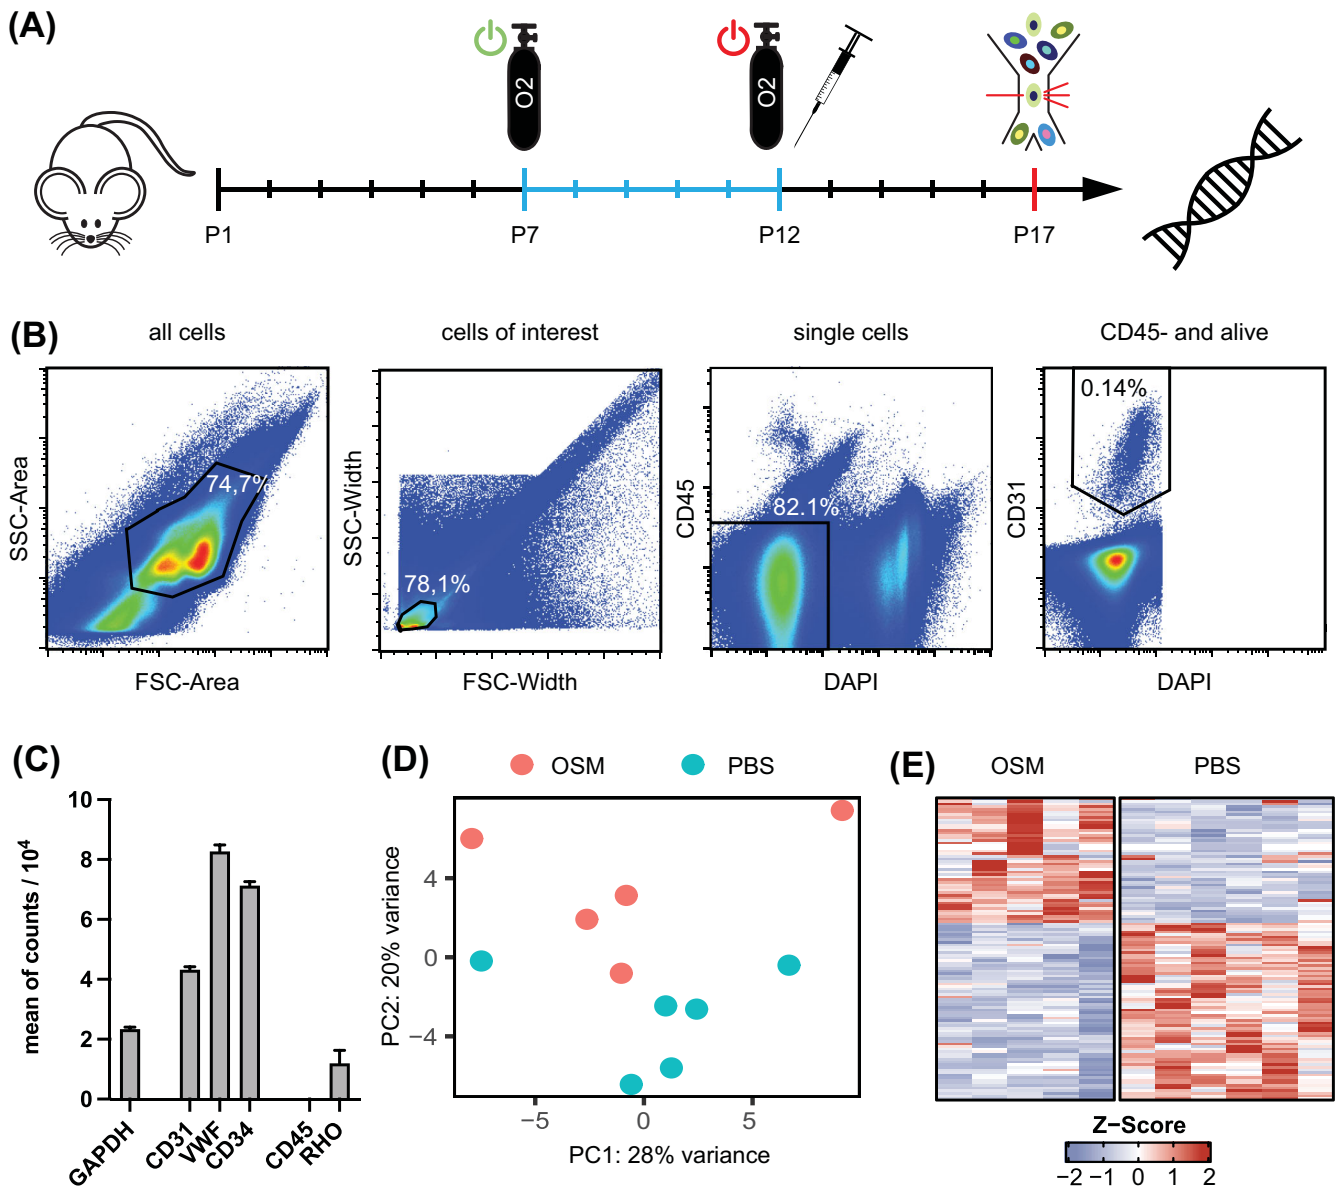 (A)
O2
O2
P1
P7
P12
P17
(B)
all cells
cells of interest
single cells
CD45- and alive
SSC-Area
74,7%
FSC-Area
SSC-Width
78,1%
FSC-Width
CD45
82.1%
DAPI
CD31
0.14%
DAPI
(C)
mean of counts / 10⁴
10
8
6
4
2
0
GAPDH
CD31
VWF
CD34
CD45
RHO
(D)
OSM
PBS
PC2: 20% variance
4
0
−4
−5
0
5
PC1: 28% variance
(E)
OSM
PBS
Z−Score
−2 −1 0 1 2